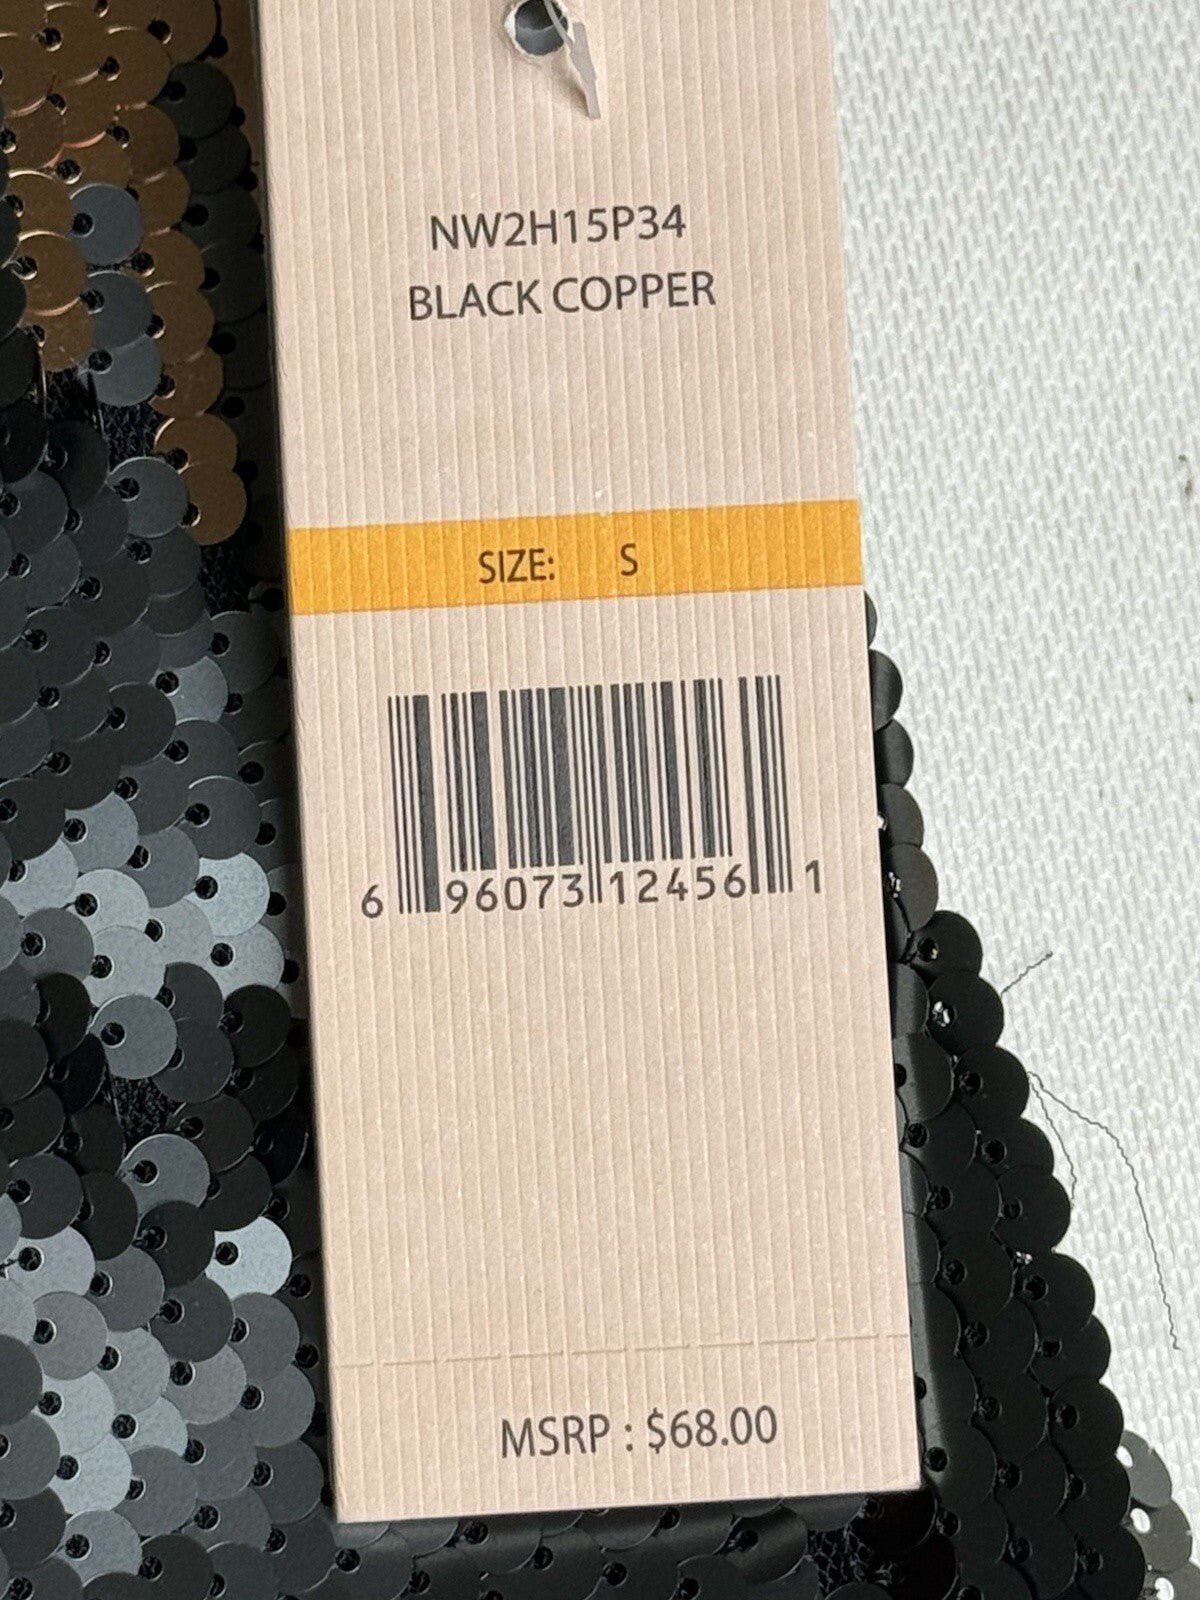 NW2H15P34
BLACK COPPER
SIZE: S
6 96073 12456 1
MSRP : $68.00